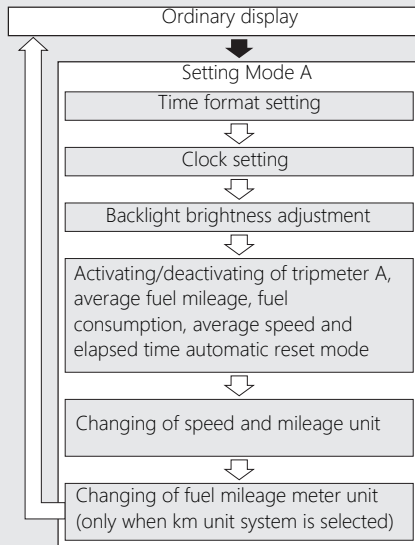 Ordinary display
Setting Mode A
Time format setting
Clock setting
Backlight brightness adjustment
Activating/deactivating of tripmeter A,
average fuel mileage, fuel
consumption, average speed and
elapsed time automatic reset mode
Changing of speed and mileage unit
Changing of fuel mileage meter unit
(only when km unit system is selected)